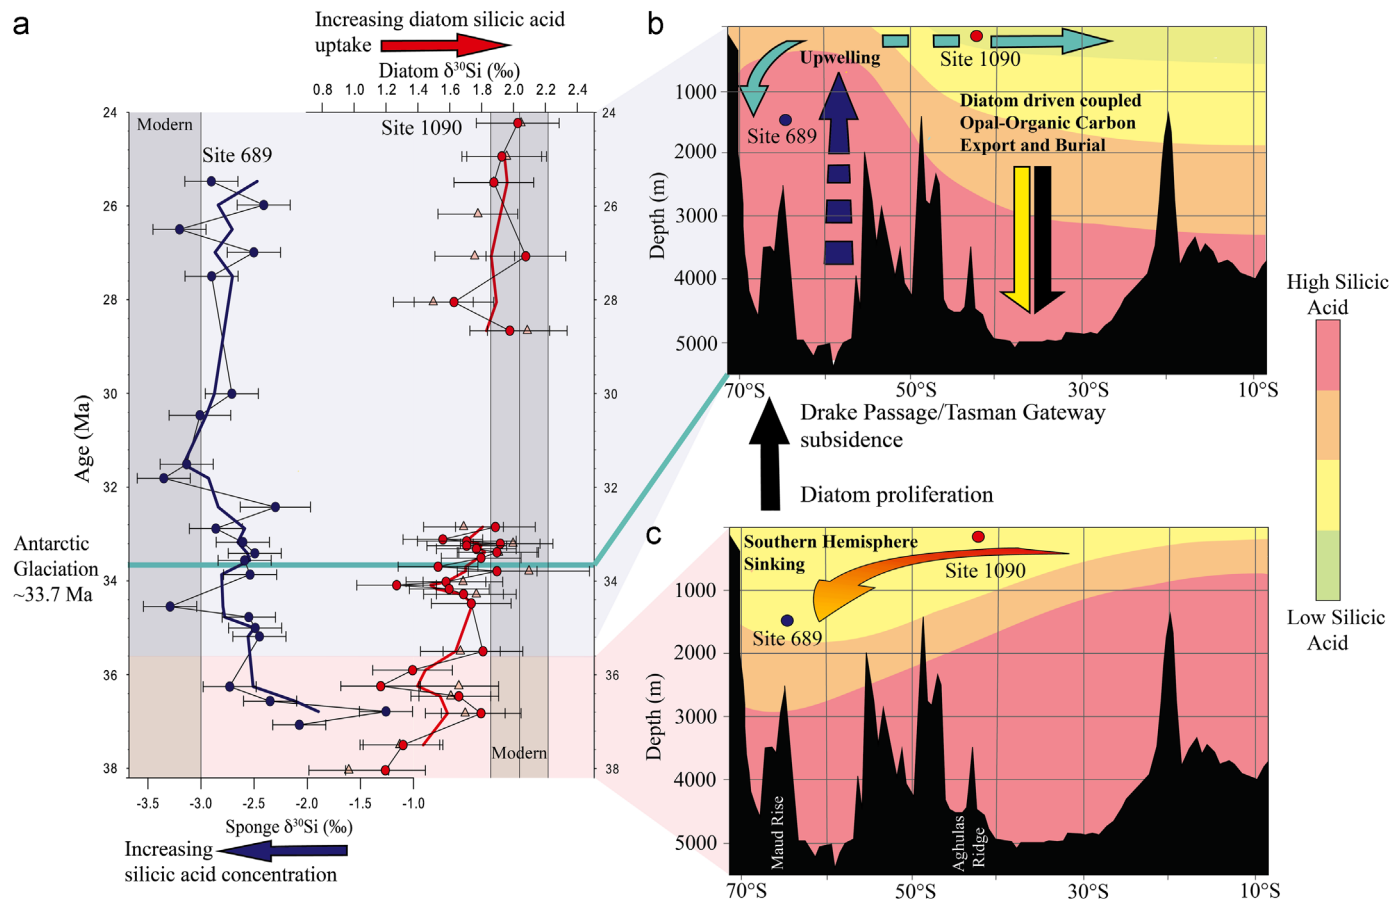 a
Increasing diatom silicic acid
uptake
Diatom δ³⁰Si (‰)
0.8 1.0 1.2 1.4 1.6 1.8 2.0 2.2 2.4
24
26
28
30
32
34
36
38
Modern
Site 689
Site 1090
24
26
28
30
32
34
36
38
Age (Ma)
Antarctic
Glaciation
~33.7 Ma
Modern
-3.5 -3.0 -2.5 -2.0 -1.5 -1.0
Sponge δ³⁰Si (‰)
Increasing
silicic acid concentration
b
Upwelling
Site 1090
Site 689
Diatom driven coupled
Opal-Organic Carbon
Export and Burial
Depth (m)
1000
2000
3000
4000
5000
70°S 50°S 30°S 10°S
Drake Passage/Tasman Gateway
subsidence
Diatom proliferation
c
Southern Hemisphere
Sinking
Site 1090
Site 689
Depth (m)
1000
2000
3000
4000
5000
Maud Rise
Aghulas
Ridge
70°S 50°S 30°S 10°S
High Silicic
Acid
Low Silicic
Acid